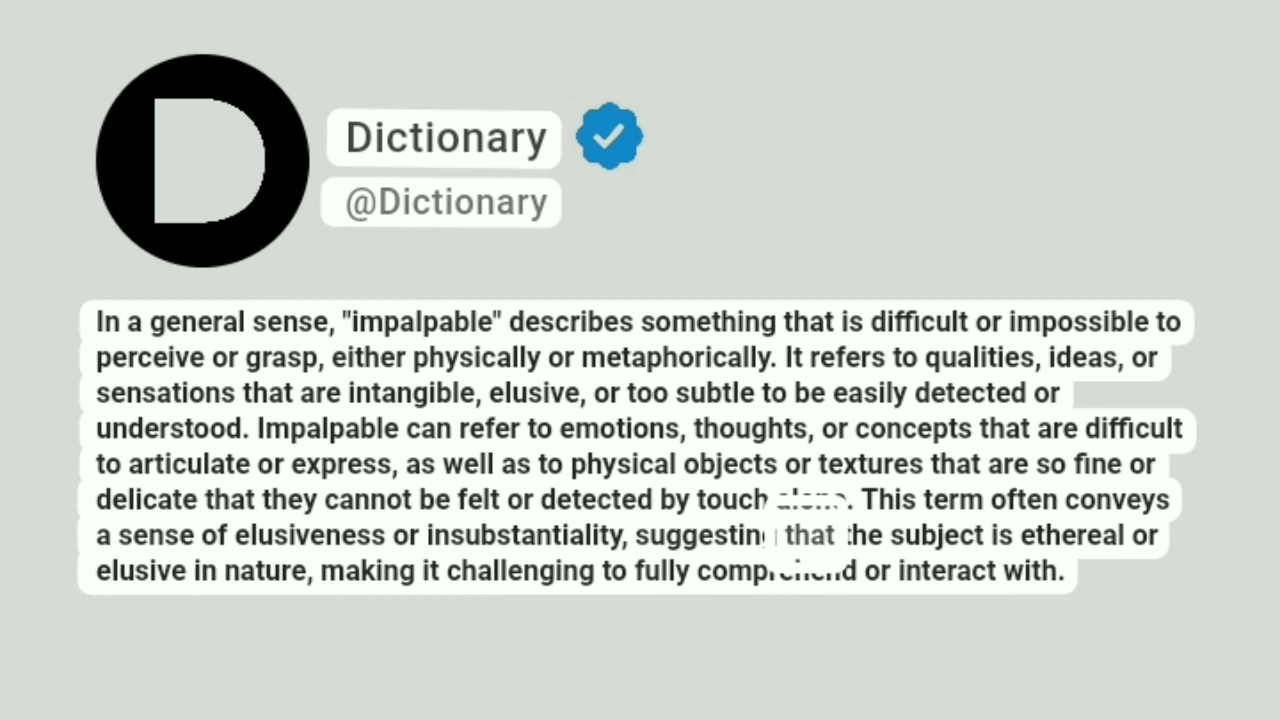 D
Dictionary
@Dictionary
In a general sense, "impalpable" describes something that is difficult or impossible to
perceive or grasp, either physically or metaphorically. It refers to qualities, ideas, or
sensations that are intangible, elusive, or too subtle to be easily detected or
understood. Impalpable can refer to emotions, thoughts, or concepts that are difficult
to articulate or express, as well as to physical objects or textures that are so fine or
delicate that they cannot be felt or detected by touch alone. This term often conveys
a sense of elusiveness or insubstantiality, suggesting that the subject is ethereal or
elusive in nature, making it challenging to fully comprehend or interact with.